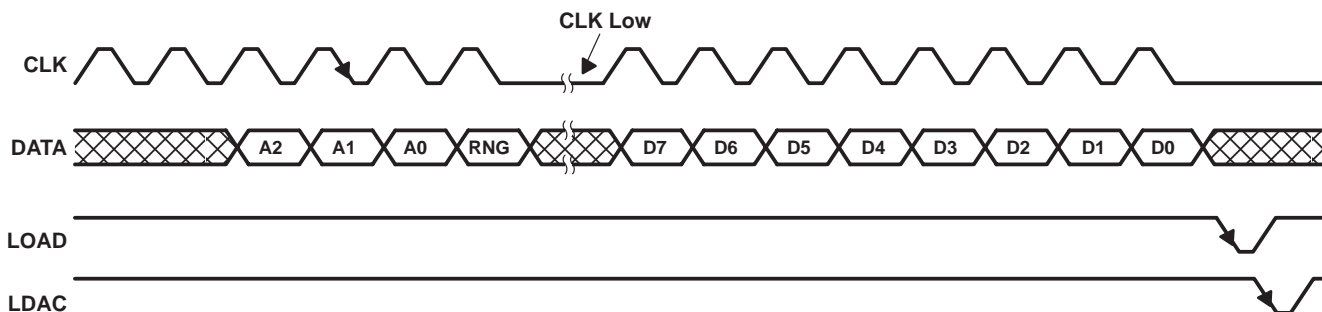 CLK Low
CLK
DATA A2 A1 A0 RNG D7 D6 D5 D4 D3 D2 D1 D0
LOAD
LDAC